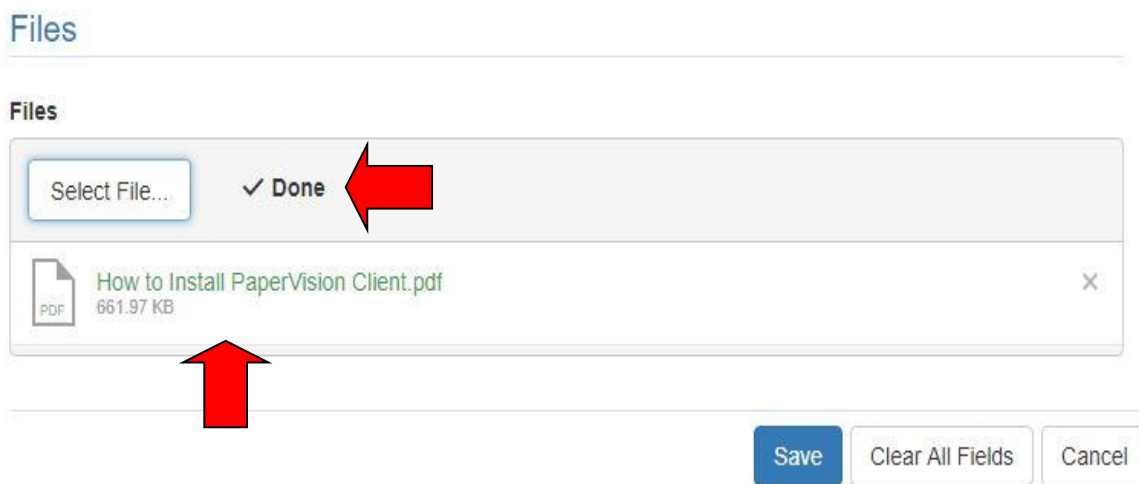 Files
Files
Select File...
✓ Done
How to Install PaperVision Client.pdf
PDF
661.97 KB
×
Save
Clear All Fields
Cancel